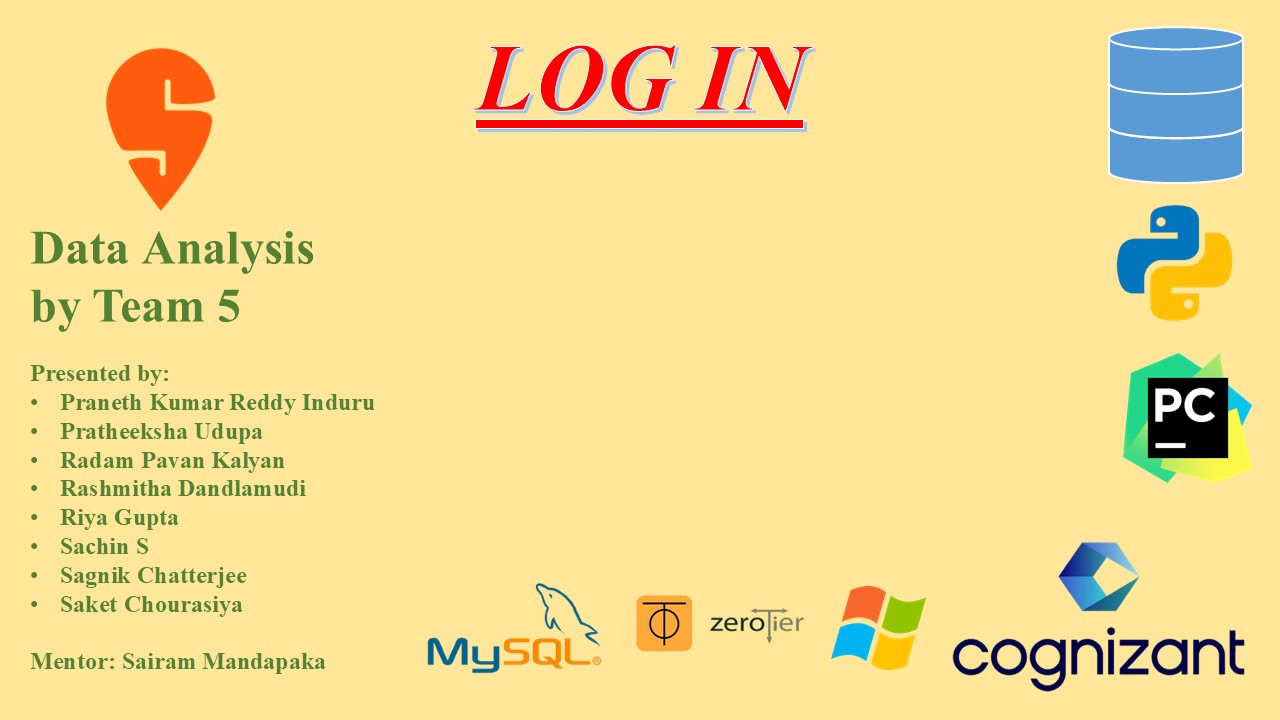 LOG IN
Data Analysis
by Team 5
Presented by:
• Praneth Kumar Reddy Induru
• Pratheeksha Udupa
• Radam Pavan Kalyan
• Rashmitha Dandlamudi
• Riya Gupta
• Sachin S
• Sagnik Chatterjee
• Saket Chourasiya
Mentor: Sairam Mandapaka
PC
MySQL®
zeroTier
cognizant